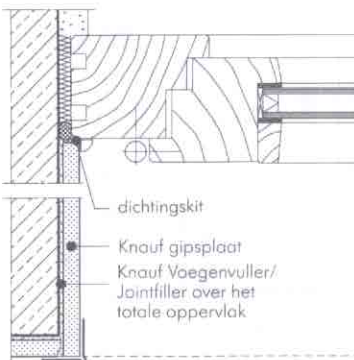 dichtingskit
Knauf gipsplaat
Knauf Voegenvuller/
Jointfiller over het
totale oppervlak